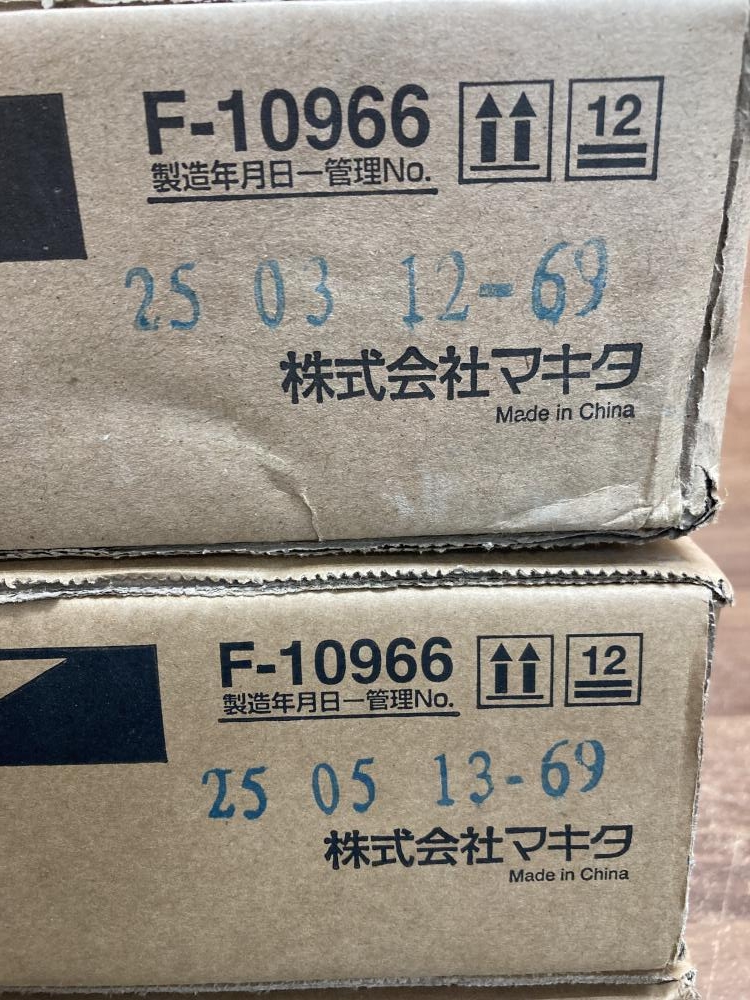 F-10966
12
製造年月日ー管理No.
25 03 12-69
株式会社マキタ
Made in China
F-10966
12
製造年月日ー管理No.
25 05 13-69
株式会社マキタ
Made in China